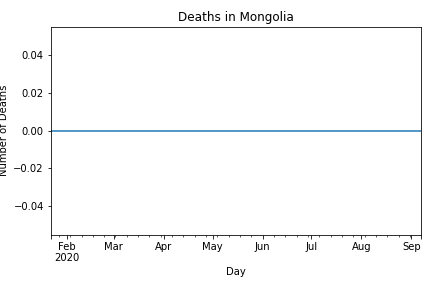 Deaths in Mongolia
0.04
0.02
0.00
−0.02
−0.04
Number of Deaths
Feb Mar Apr May Jun Jul Aug Sep
2020
Day